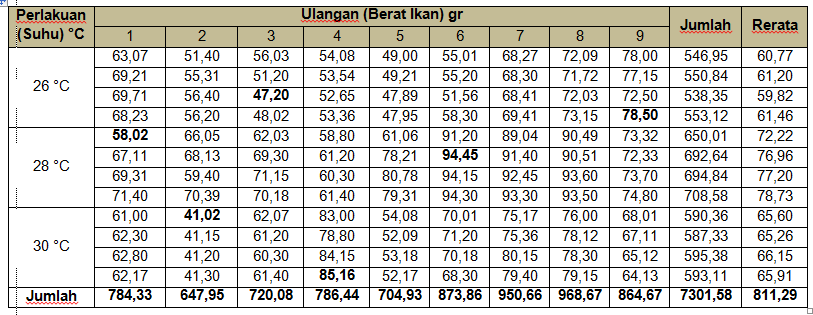 Perlakuan (Suhu) °C Ulangan (Berat Ikan) gr Jumlah Rerata
1 2 3 4 5 6 7 8 9
26 °C
63,07 51,40 56,03 54,08 49,00 55,01 68,27 72,09 78,00 546,95 60,77
69,21 55,31 51,20 53,54 49,21 55,20 68,30 71,72 77,15 550,84 61,20
69,71 56,40 47,20 52,65 47,89 51,56 68,41 72,03 72,50 538,35 59,82
68,23 56,20 48,02 53,36 47,95 58,30 69,41 73,15 78,50 553,12 61,46
28 °C
58,02 66,05 62,03 58,80 61,06 91,20 89,04 90,49 73,32 650,01 72,22
67,11 68,13 69,30 61,20 78,21 94,45 91,40 90,51 72,33 692,64 76,96
69,31 59,40 71,15 60,30 80,78 94,15 92,45 93,60 73,70 694,84 77,20
71,40 70,39 70,18 61,40 79,31 94,30 93,30 93,50 74,80 708,58 78,73
30 °C
61,00 41,02 62,07 83,00 54,08 70,01 75,17 76,00 68,01 590,36 65,60
62,30 41,15 61,20 78,80 52,09 71,20 75,36 78,12 67,11 587,33 65,26
62,80 41,20 60,30 84,15 53,18 70,18 80,15 78,30 65,12 595,38 66,15
62,17 41,30 61,40 85,16 52,17 68,30 79,40 79,15 64,13 593,11 65,91
Jumlah 784,33 647,95 720,08 786,44 704,93 873,86 950,66 968,67 864,67 7301,58 811,29